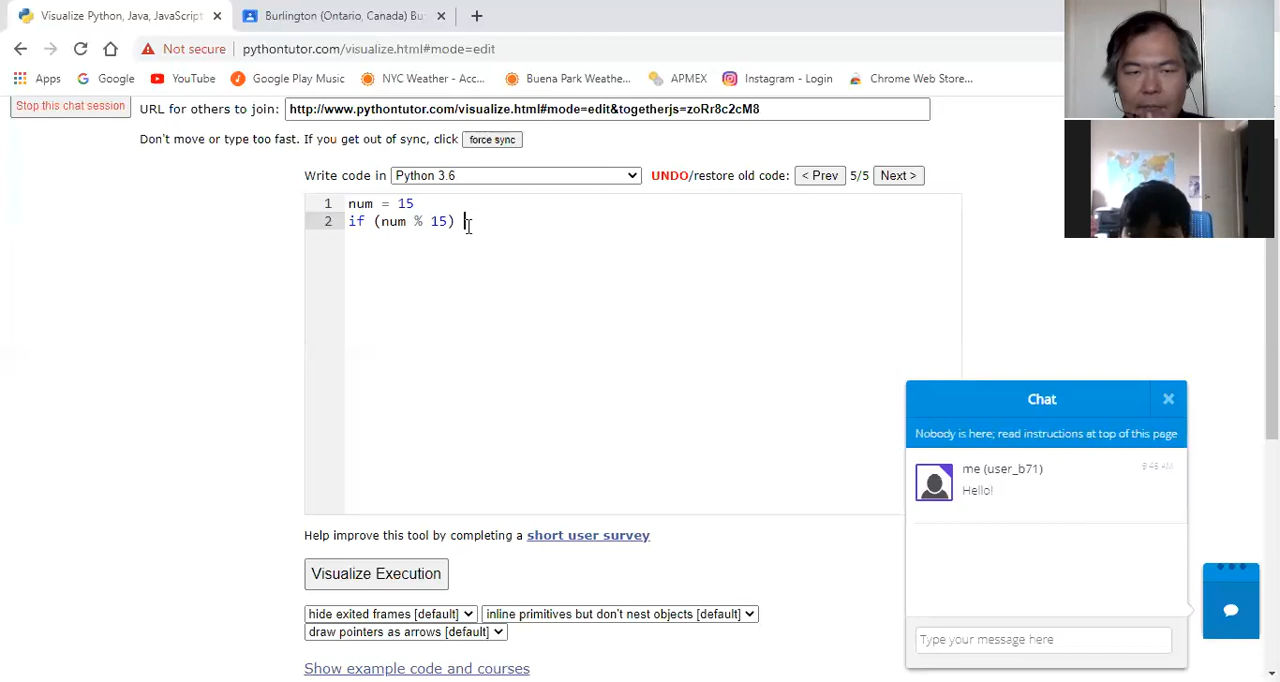 Visualize Python, Java, JavaScript
Burlington (Ontario, Canada) Bu
Not secure
pythontutor.com/visualize.html#mode=edit
Apps
Google
YouTube
Google Play Music
NYC Weather - Acc...
Buena Park Weathe...
APMEX
Instagram - Login
Chrome Web Store...
Stop this chat session
URL for others to join:
http://www.pythontutor.com/visualize.html#mode=edit&togetherjs=zoRr8c2cM8
Don't move or type too fast. If you get out of sync, click force sync
Write code in Python 3.6
UNDO/restore old code: < Prev 5/5 Next >
1 num = 15
2 if (num % 15)
Help improve this tool by completing a short user survey
Visualize Execution
hide exited frames [default] inline primitives but don't nest objects [default]
draw pointers as arrows [default]
Show example code and courses
Chat
Nobody is here; read instructions at top of this page
me (user_b71)
Hello!
Type your message here